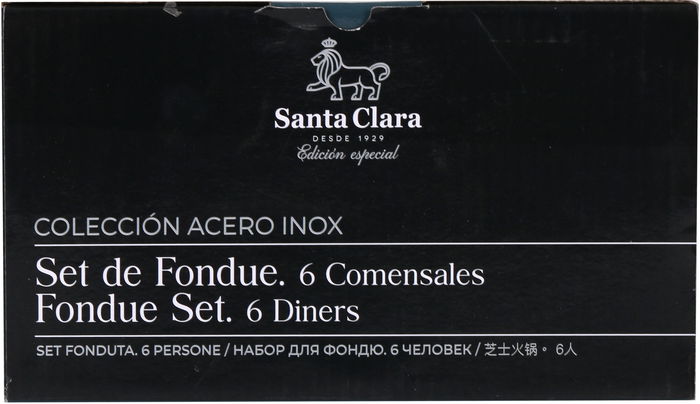 Santa Clara
DESDE 1929
Edición especial
COLECCIÓN ACERO INOX
Set de Fondue. 6 Comensales
Fondue Set. 6 Diners
SET FONDUTA. 6 PERSONE / НАБОР ДЛЯ ФОНДЮ. 6 ЧЕЛОВЕК / 芝士火锅。 6人